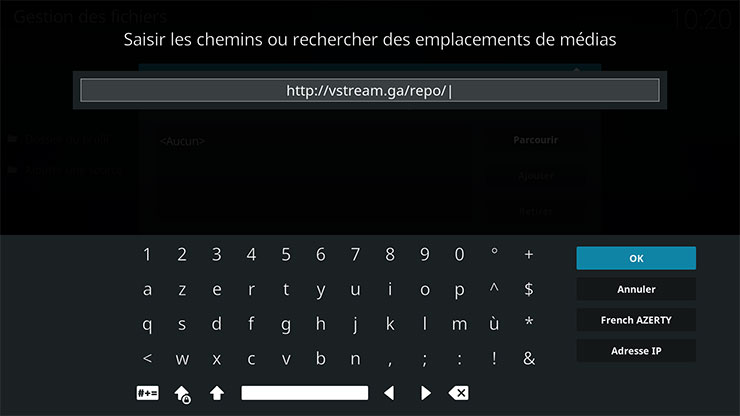 Gestion des fichiers
10:20
Saisir les chemins ou rechercher des emplacements de médias
http://vstream.ga/repo/
<Aucun>
Parcourir
Ajouter
Retirer
1 2 3 4 5 6 7 8 9 0 ° +
OK
a z e r t y u i o p ^ $
Annuler
q s d f g h j k l m ù *
French AZERTY
< w x c v b n , ; : ! &
Adresse IP
#+=